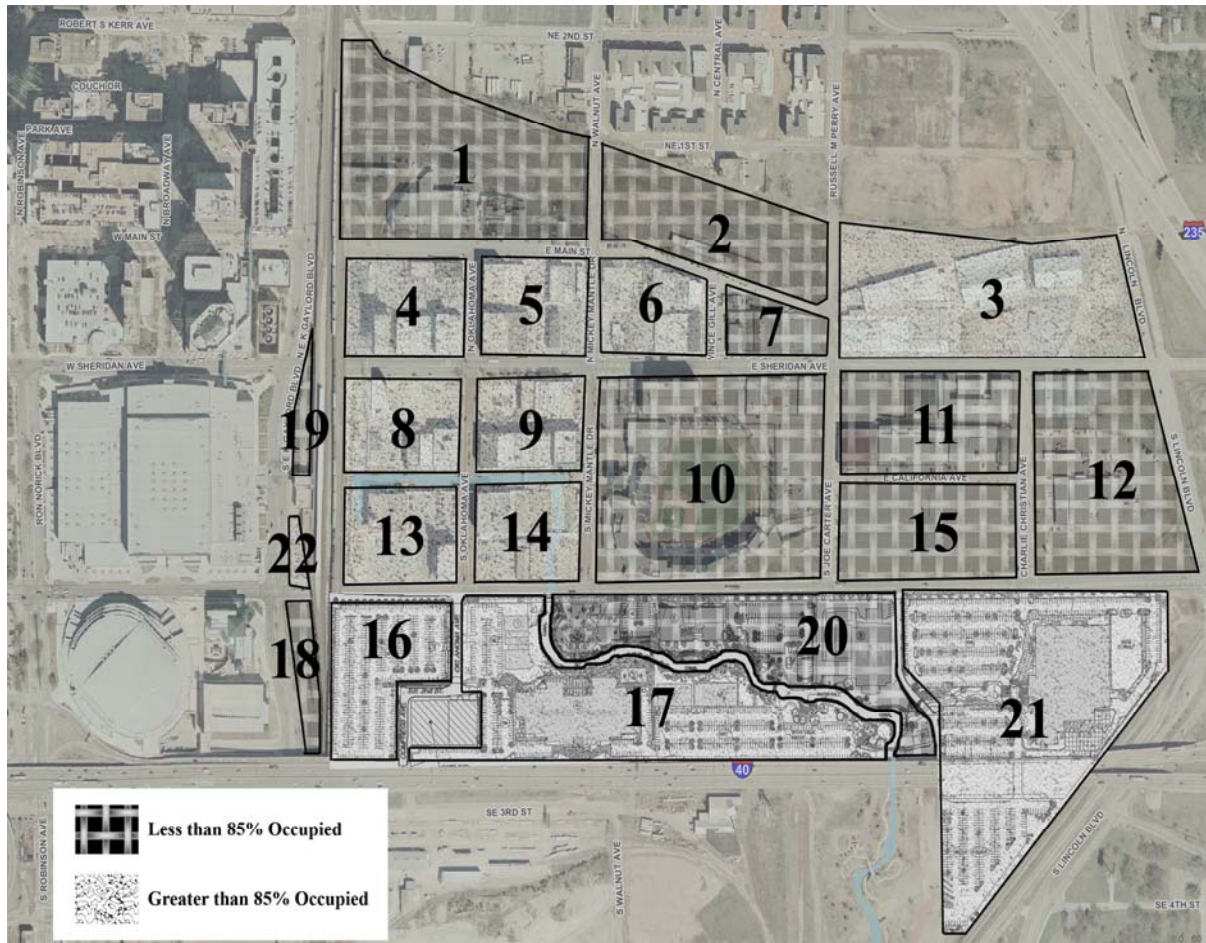 ROBERT S KERR AVE
NE 2ND ST
N CENTRAL AVE
COUCH DR
N WALNUT AVE
PARK AVE
N BROADWAY AVE
RUSSELL M PERRY AVE
NE 1ST ST
N ROBINSON AVE
1
2
235
W MAIN ST
E MAIN ST
N LINCOLN BLVD
N E K GAYLORD BLVD
N OKLAHOMA AVE
N MICKEY MANTLE DR
VINCE GILL AVE
4
5
6
7
3
W SHERIDAN AVE
E SHERIDAN AVE
S E K GAYLORD BLVD
19
8
9
10
11
12
RON NORICK BLVD
S MICKEY MANTLE DR
E CALIFORNIA AVE
S LINCOLN BLVD
S OKLAHOMA AVE
S JOE CARTER AVE
CHARLIE CHRISTIAN AVE
22
13
14
15
18
16
17
20
21
SE 2ND ST
40
SE 3RD ST
S ROBINSON AVE
S WALNUT AVE
S LINCOLN BLVD
SE 4TH ST
Less than 85% Occupied
Greater than 85% Occupied